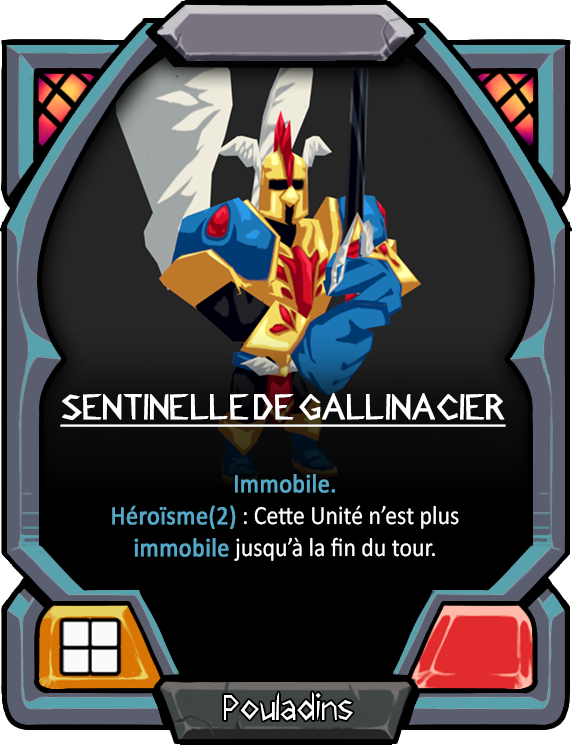 SENTINELLE DE GALLINACIER
Immobile.
Héroïsme(2) : Cette Unité n'est plus
immobile jusqu'à la fin du tour.
Pouladins